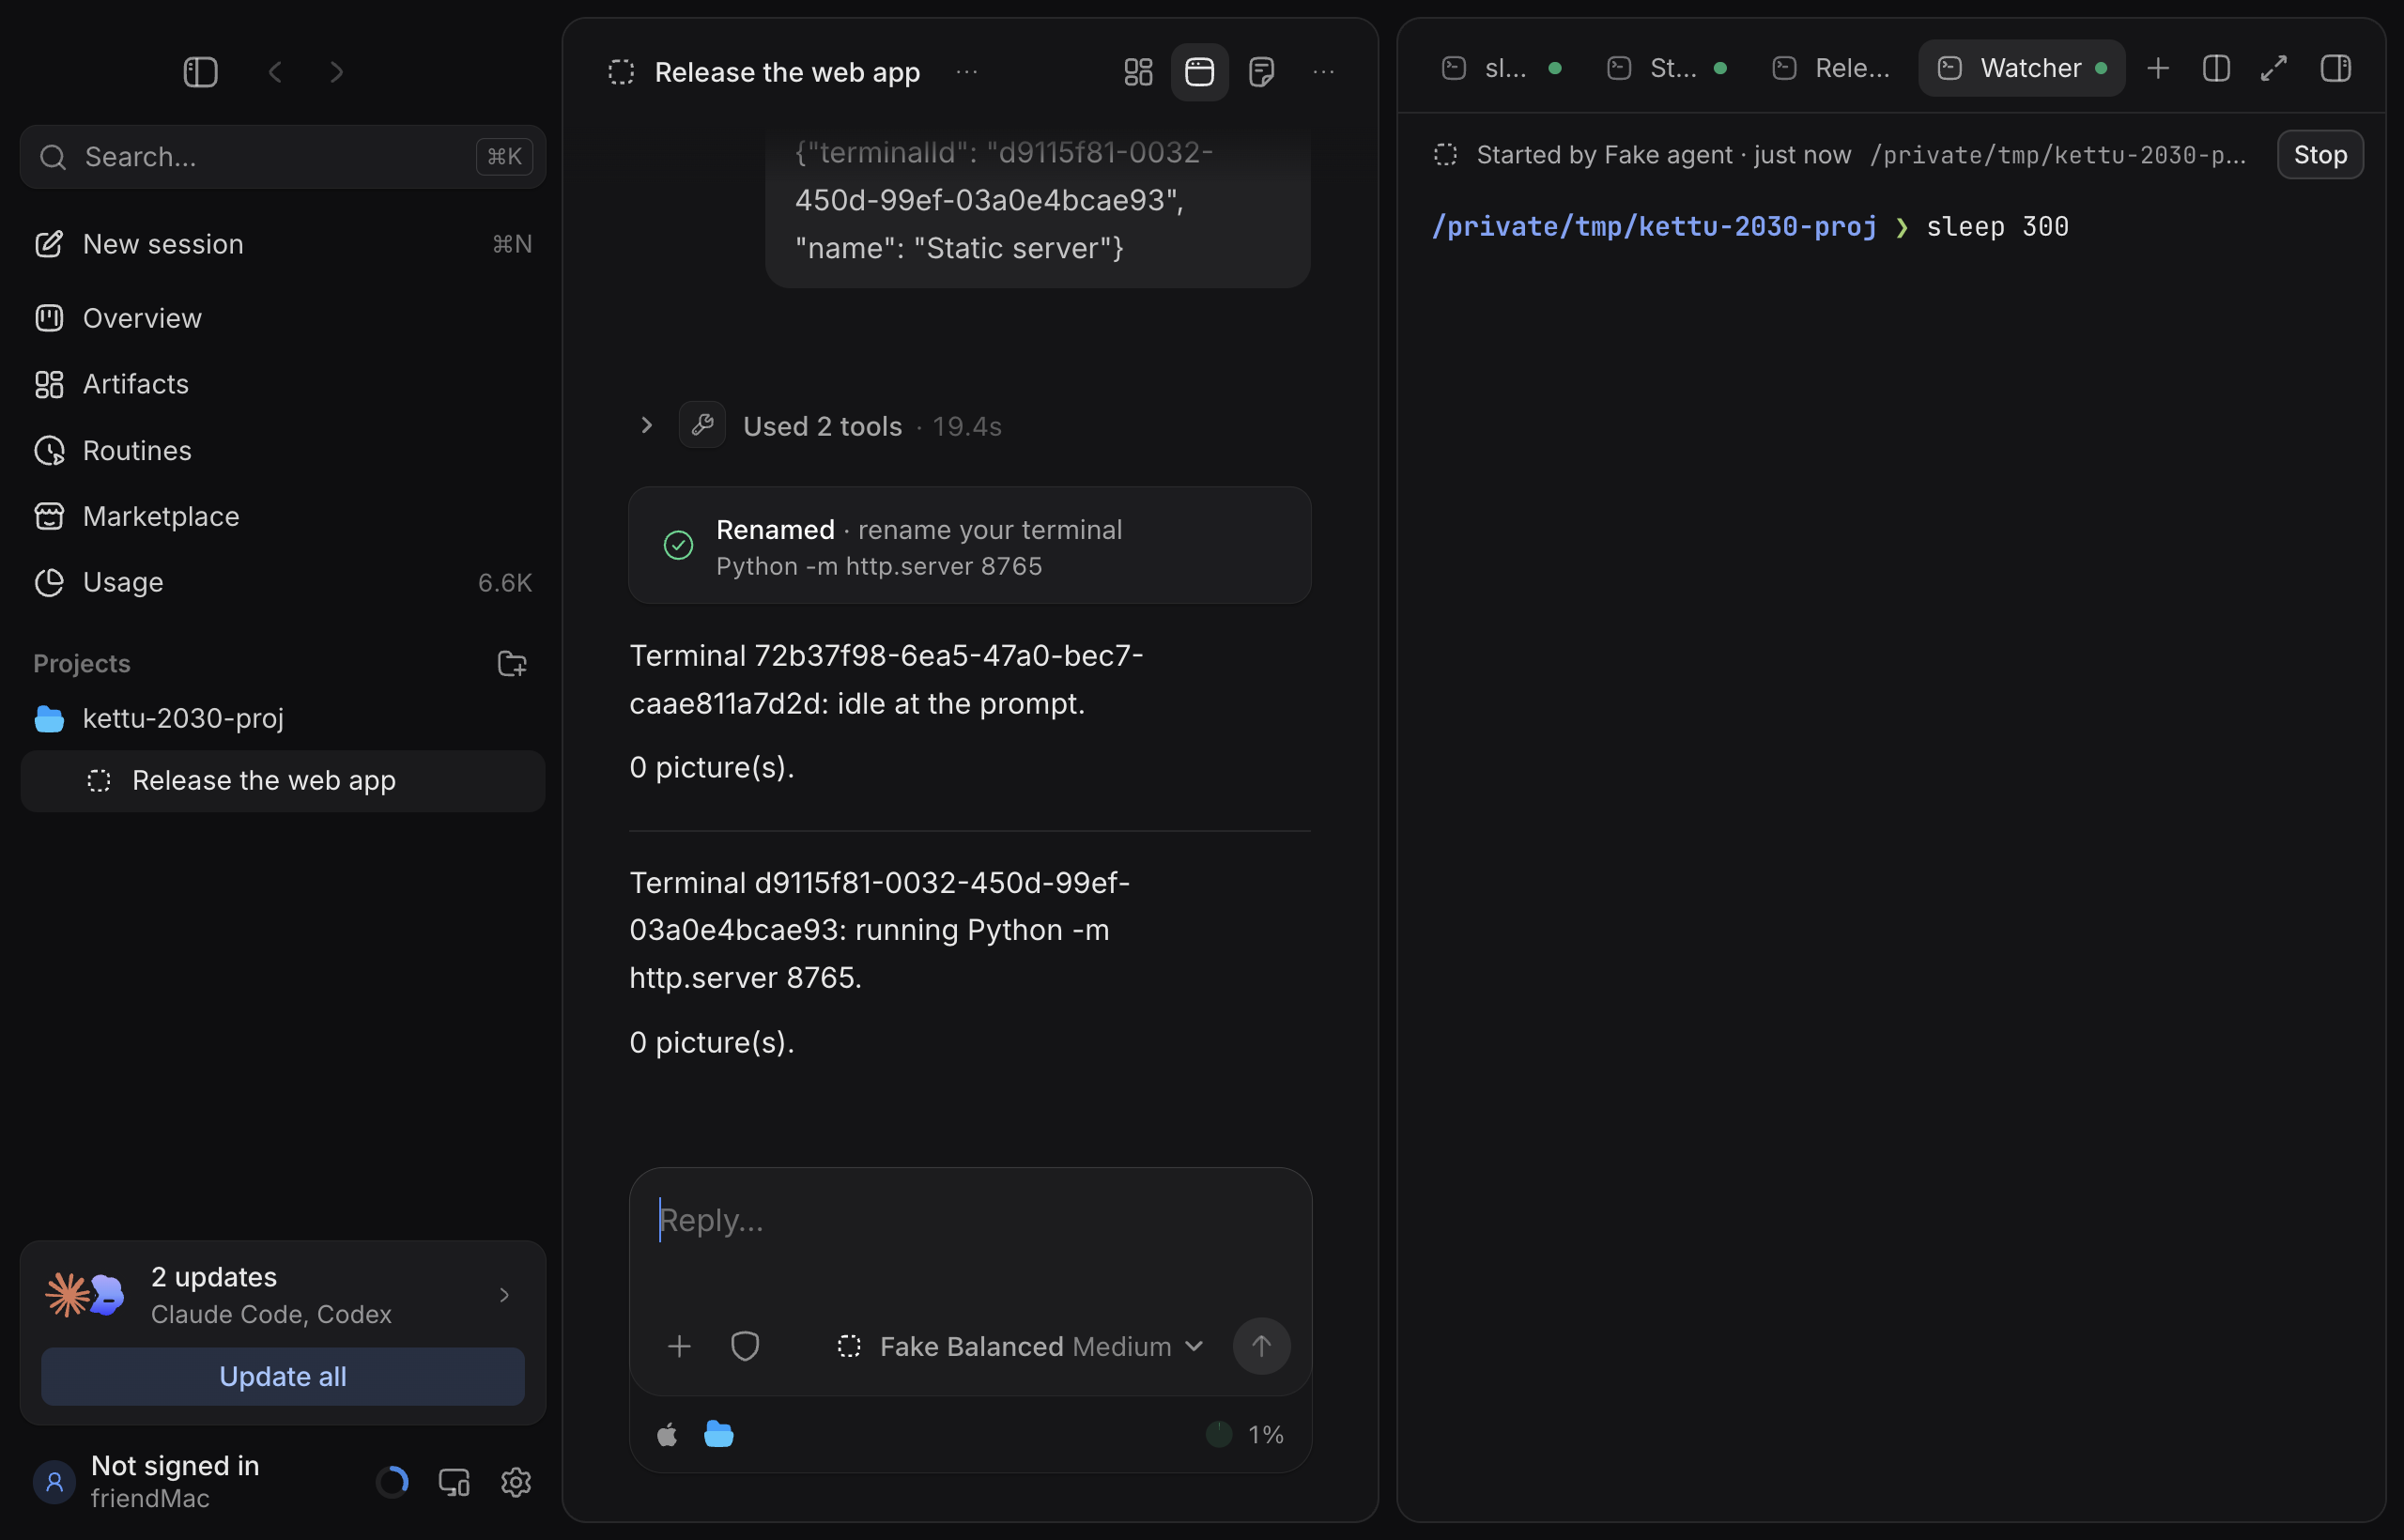 Search...
⌘K
New session
⌘N
Overview
Artifacts
Routines
Marketplace
Usage
6.6K
Projects
kettu-2030-proj
Release the web app
2 updates
Claude Code, Codex
Update all
Not signed in
friendMac
Release the web app
{"terminalId": "d9115f81-0032-
450d-99ef-03a0e4bcae93",
"name": "Static server"}
Used 2 tools · 19.4s
Renamed · rename your terminal
Python -m http.server 8765
Terminal 72b37f98-6ea5-47a0-bec7-
caae811a7d2d: idle at the prompt.
0 picture(s).
Terminal d9115f81-0032-450d-99ef-
03a0e4bcae93: running Python -m
http.server 8765.
0 picture(s).
Reply...
Fake Balanced Medium
1%
sl...
St...
Rele...
Watcher
Started by Fake agent · just now /private/tmp/kettu-2030-p...
Stop
/private/tmp/kettu-2030-proj ❯ sleep 300